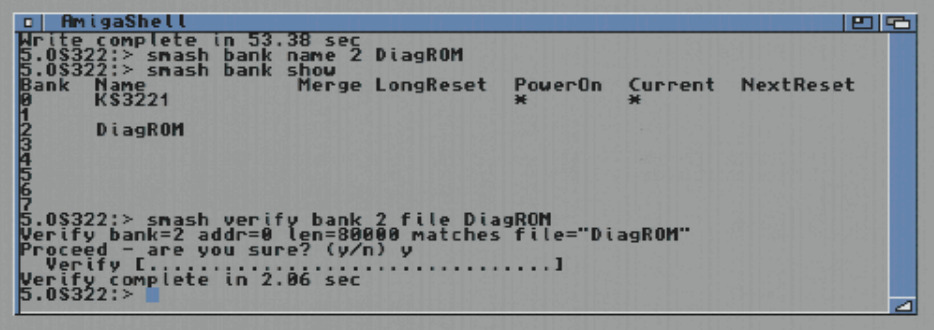 AmigaShell
Write complete in 53.38 sec
5.OS322:> smash bank name 2 DiagROM
5.OS322:> smash bank show
Bank Name Merge LongReset PowerOn Current NextReset
0 KS3221 * *
1
2 DiagROM
3
4
5
6
7
5.OS322:> smash verify bank 2 file DiagROM
Verify bank=2 addr=0 len=80000 matches file="DiagROM"
Proceed - are you sure? (y/n) y
Verify [................................]
Verify complete in 2.06 sec
5.OS322:>